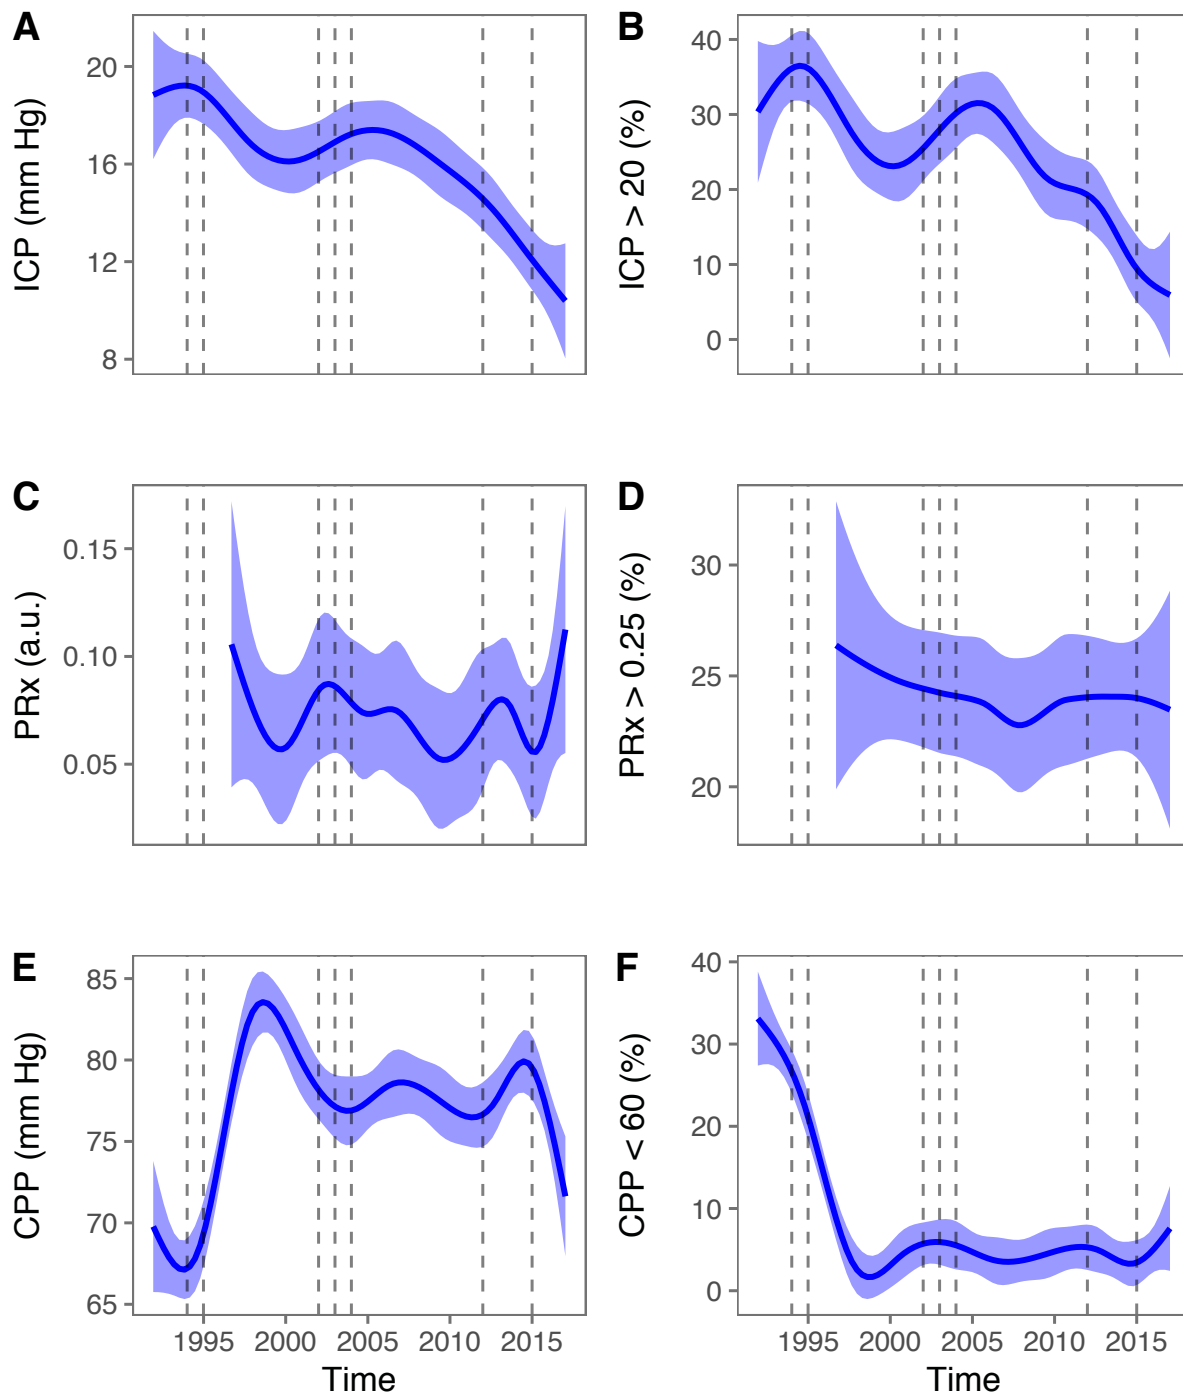 A
ICP (mm Hg)
20
16
12
8
B
ICP > 20 (%)
40
30
20
10
0
C
PRx (a.u.)
0.15
0.10
0.05
D
PRx > 0.25 (%)
30
25
20
E
CPP (mm Hg)
85
80
75
70
65
1995 2000 2005 2010 2015
Time
F
CPP < 60 (%)
40
30
20
10
0
1995 2000 2005 2010 2015
Time